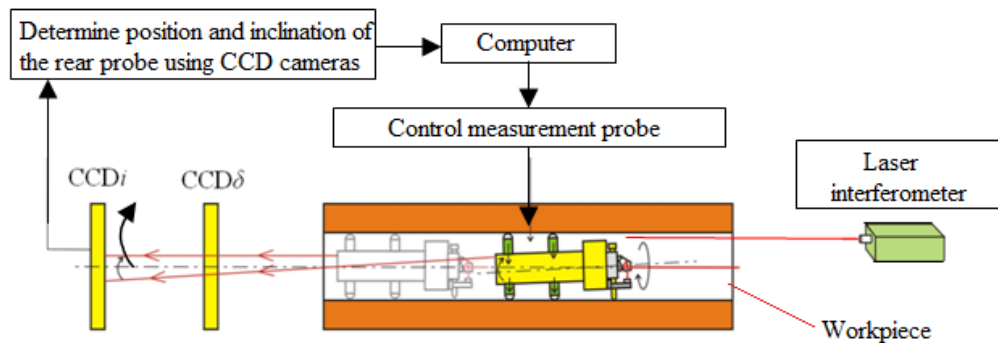 Determine position and inclination of
the rear probe using CCD cameras
Computer
Control measurement probe
Laser
interferometer
CCDi
CCDδ
Workpiece